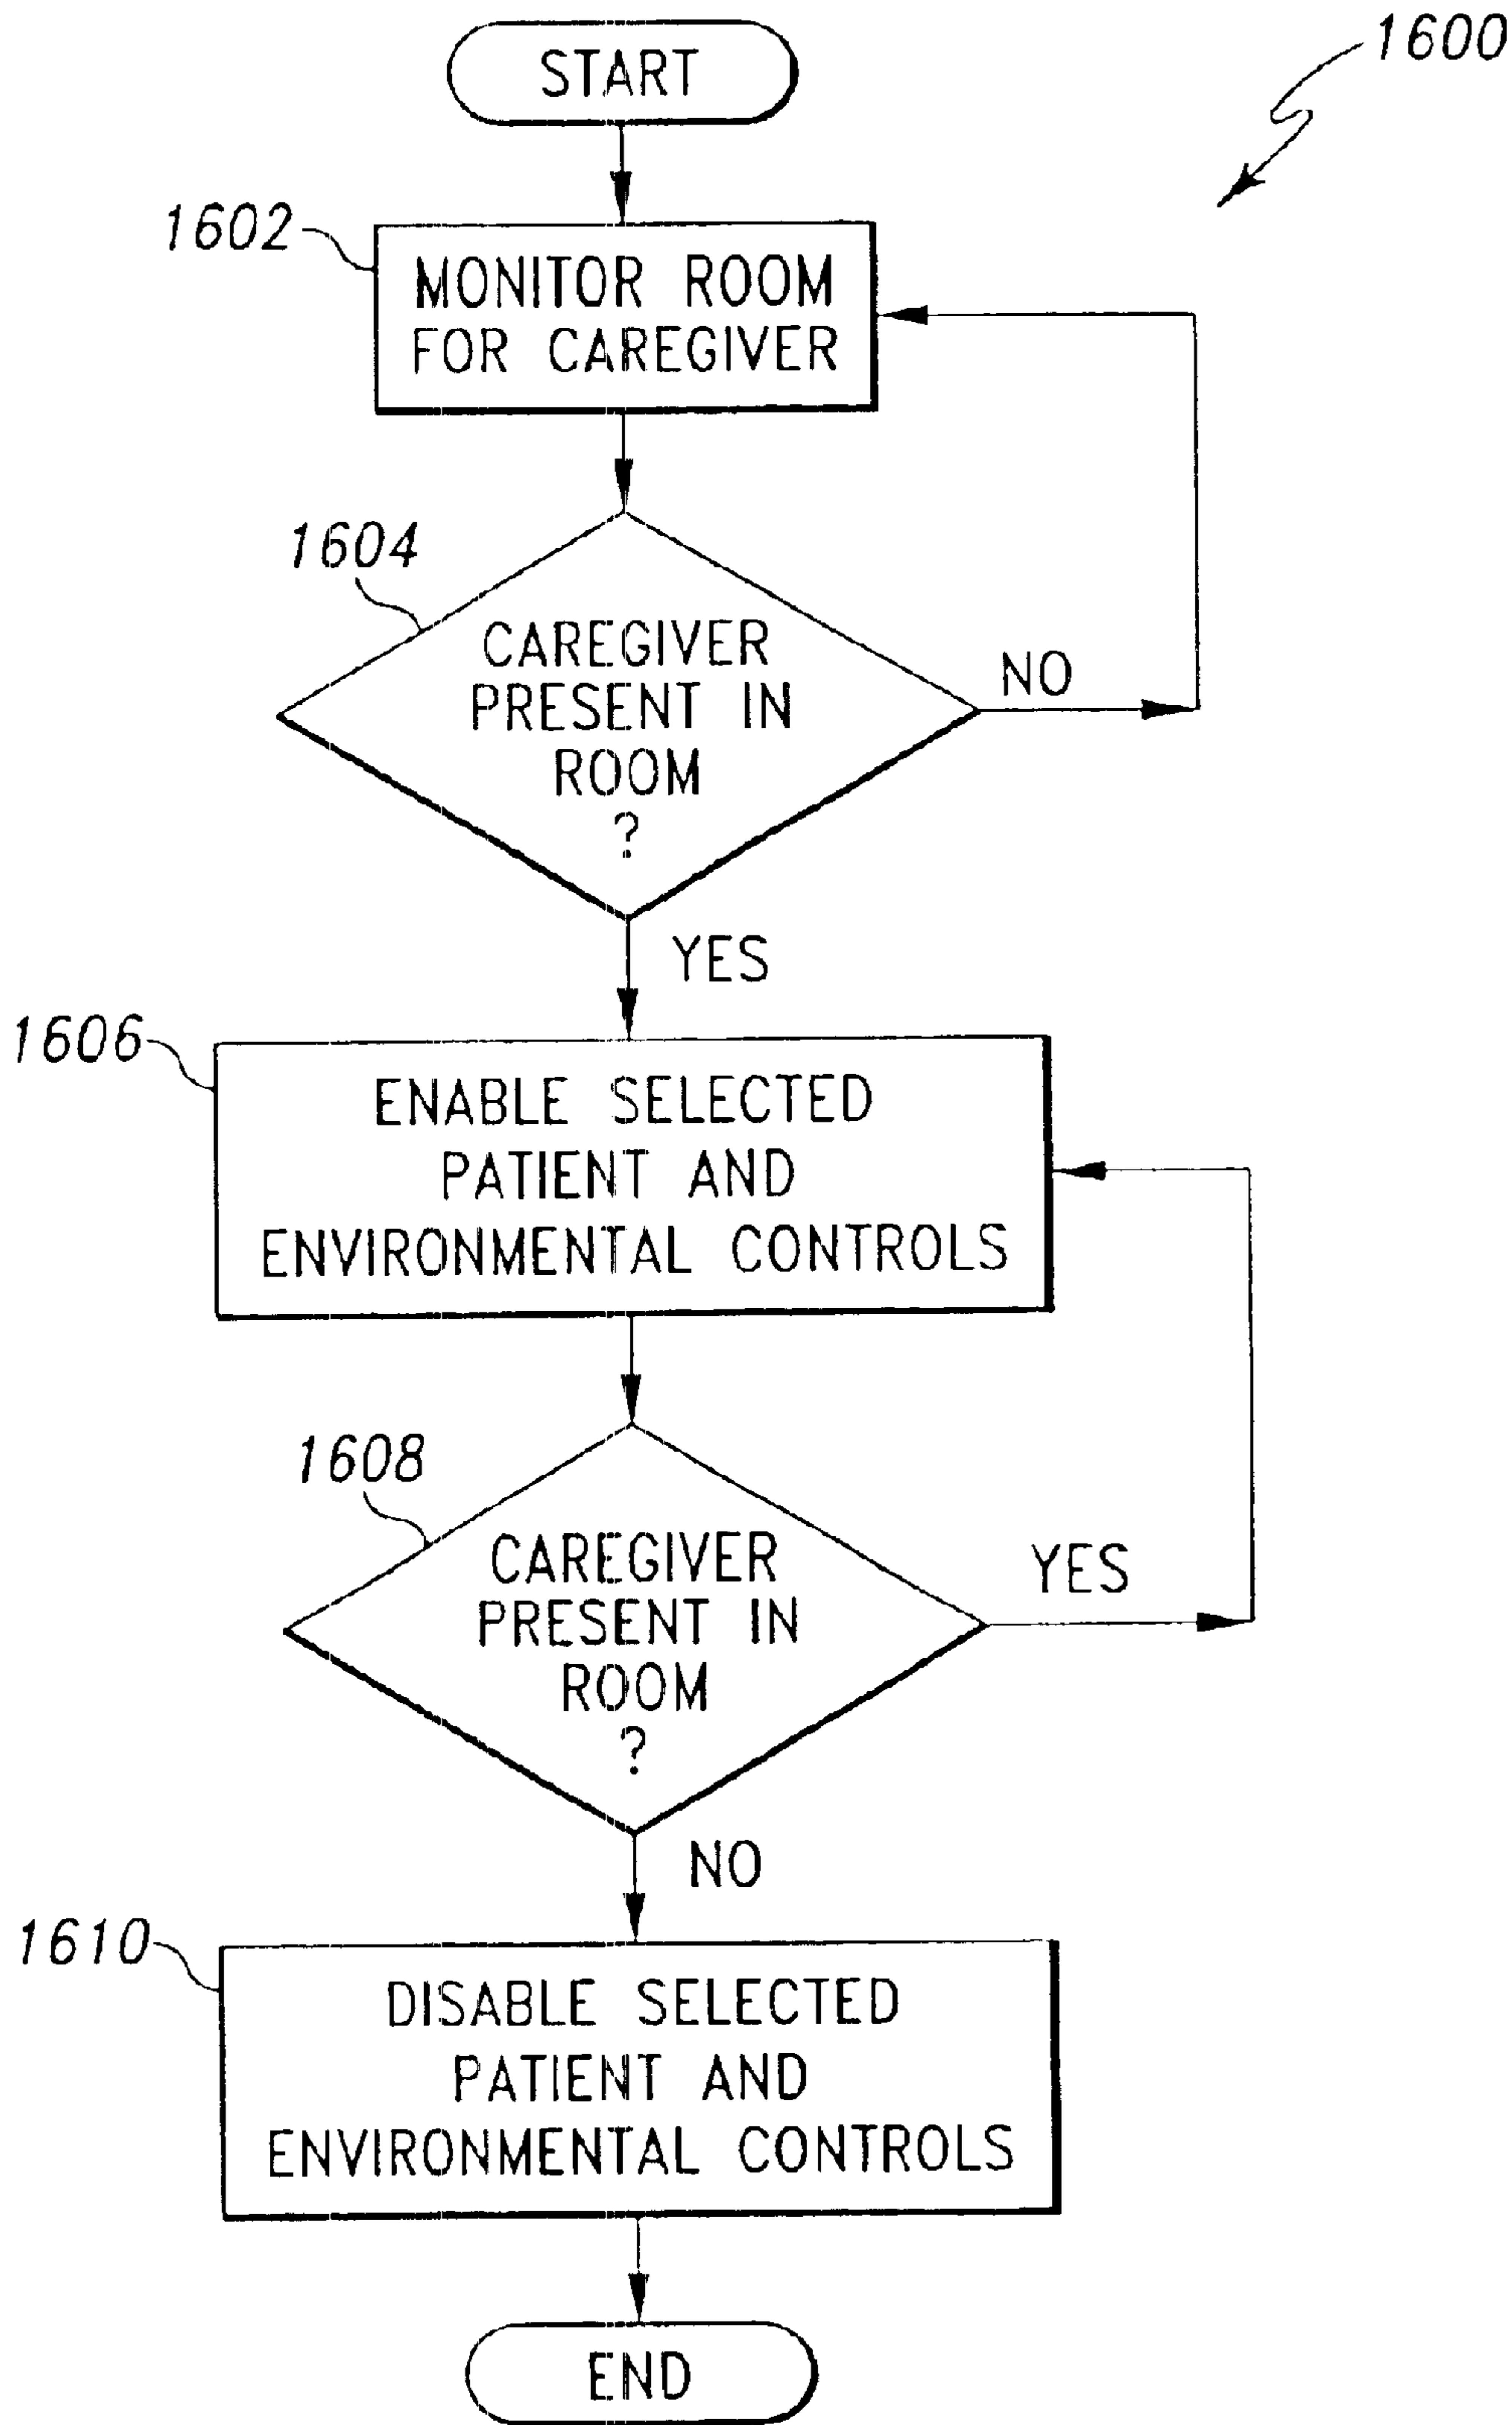 1600
START
1602
MONITOR ROOM
FOR CAREGIVER
1604
CAREGIVER
PRESENT IN
ROOM
?
NO
YES
1606
ENABLE SELECTED
PATIENT AND
ENVIRONMENTAL CONTROLS
1608
CAREGIVER
PRESENT IN
ROOM
?
YES
NO
1610
DISABLE SELECTED
PATIENT AND
ENVIRONMENTAL CONTROLS
END